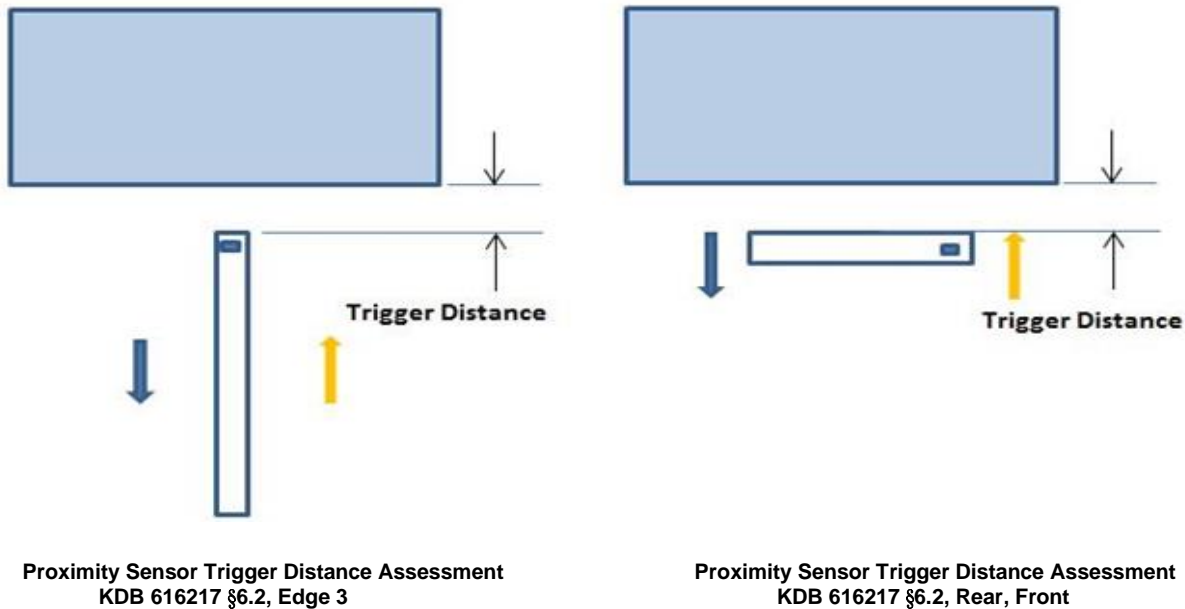 Trigger Distance
Trigger Distance
Proximity Sensor Trigger Distance Assessment
KDB 616217 §6.2, Edge 3
Proximity Sensor Trigger Distance Assessment
KDB 616217 §6.2, Rear, Front